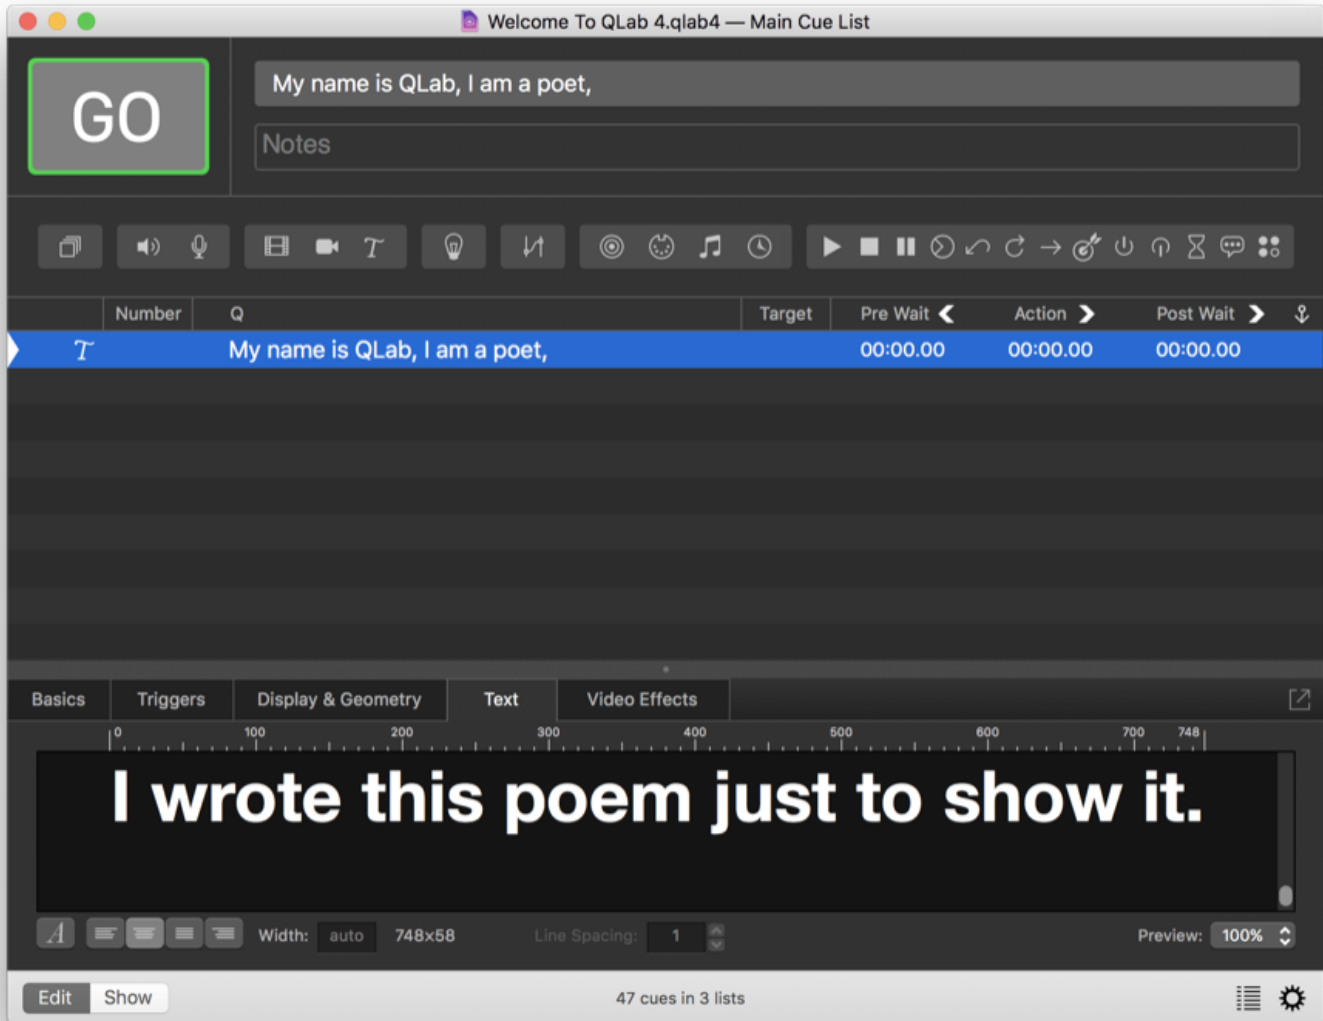 Welcome To QLab 4.qlab4 — Main Cue List
GO
My name is QLab, I am a poet,
Notes
Number Q Target Pre Wait Action Post Wait
My name is QLab, I am a poet, 00:00.00 00:00.00 00:00.00
Basics Triggers Display & Geometry Text Video Effects
0 100 200 300 400 500 600 700 748
I wrote this poem just to show it.
A Width: auto 748x58 Line Spacing: 1 Preview: 100%
Edit Show 47 cues in 3 lists